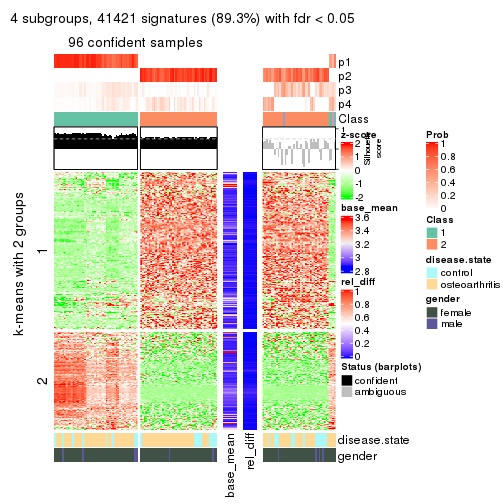 4 subgroups, 41421 signatures (89.3%) with fdr < 0.05
96 confident samples
p1
p2
p3
p4
Class
1
Silhouette
score
k-means with 2 groups
1
2
base_mean
rel_diff
disease.state
gender
z-score
2
1
0
-1
-2
base_mean
3.6
3.4
3.2
3
2.8
rel_diff
1
0.8
0.6
0.4
0.2
0
Status (barplots)
confident
ambiguous
Prob
1
0.8
0.6
0.4
0.2
0
Class
1
2
disease.state
control
osteoarthritis
gender
female
male